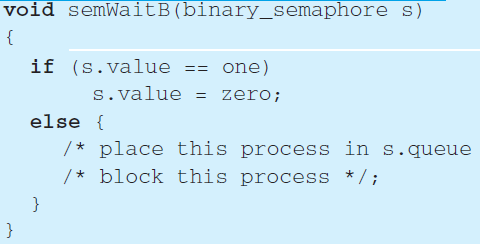 void semWaitB(binary_semaphore s)
{
if (s.value == one)
s.value = zero;
else {
/* place this process in s.queue
/* block this process */;
}
}